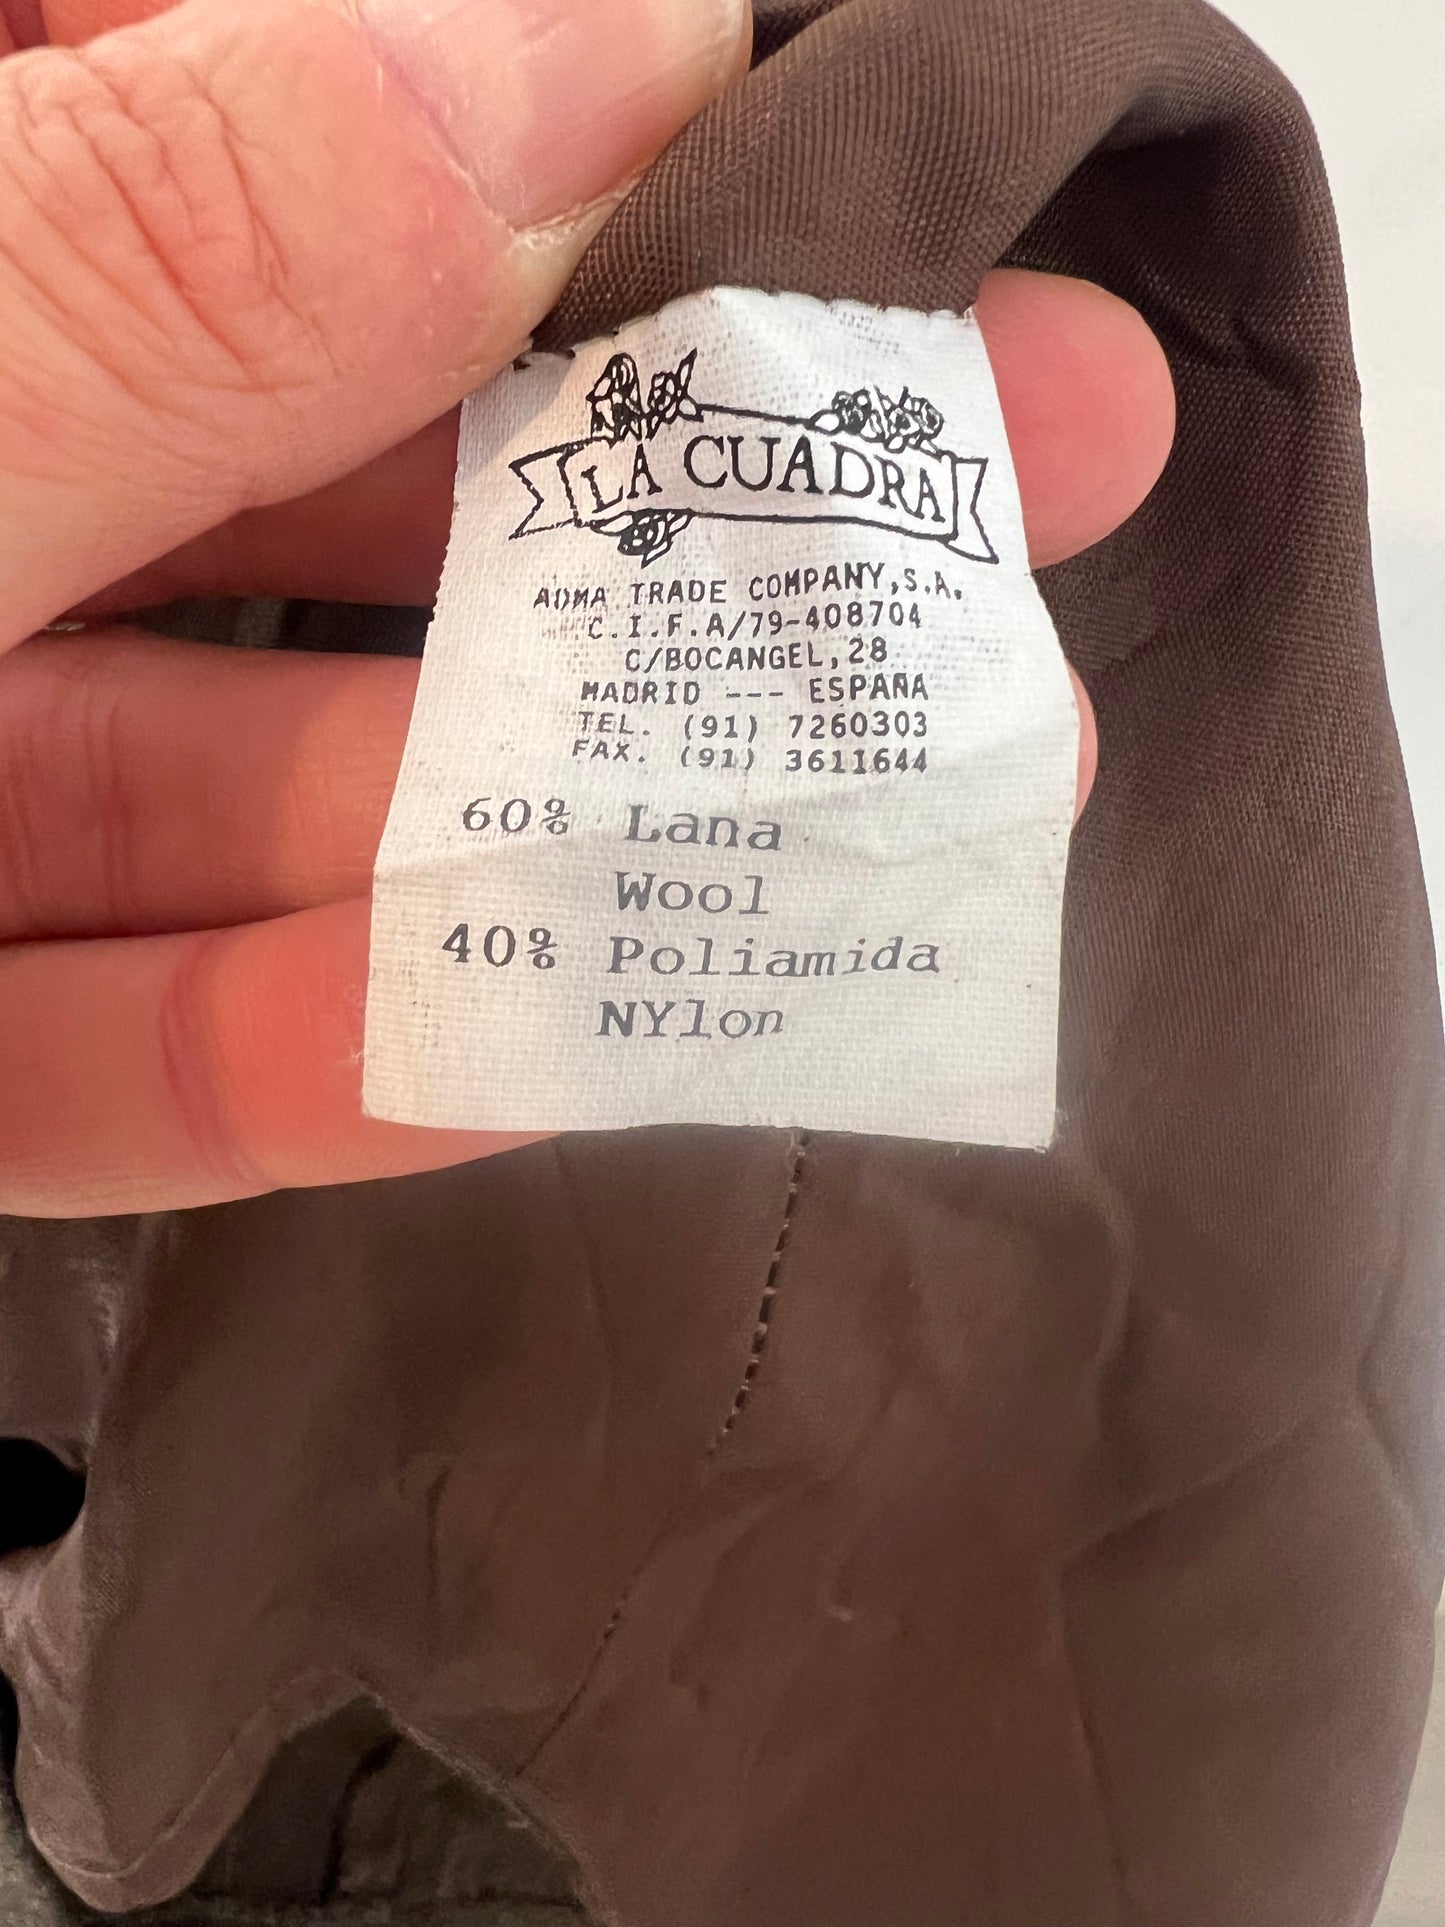 LA CUADRA
ADMA TRADE COMPANY,S.A.
C.I.F.A/79-408704
C/BOCANGEL,28
MADRID --- ESPAÑA
TEL. (91) 7260303
FAX. (91) 3611644
60% Lana
Wool
40% Poliamida
NYlon